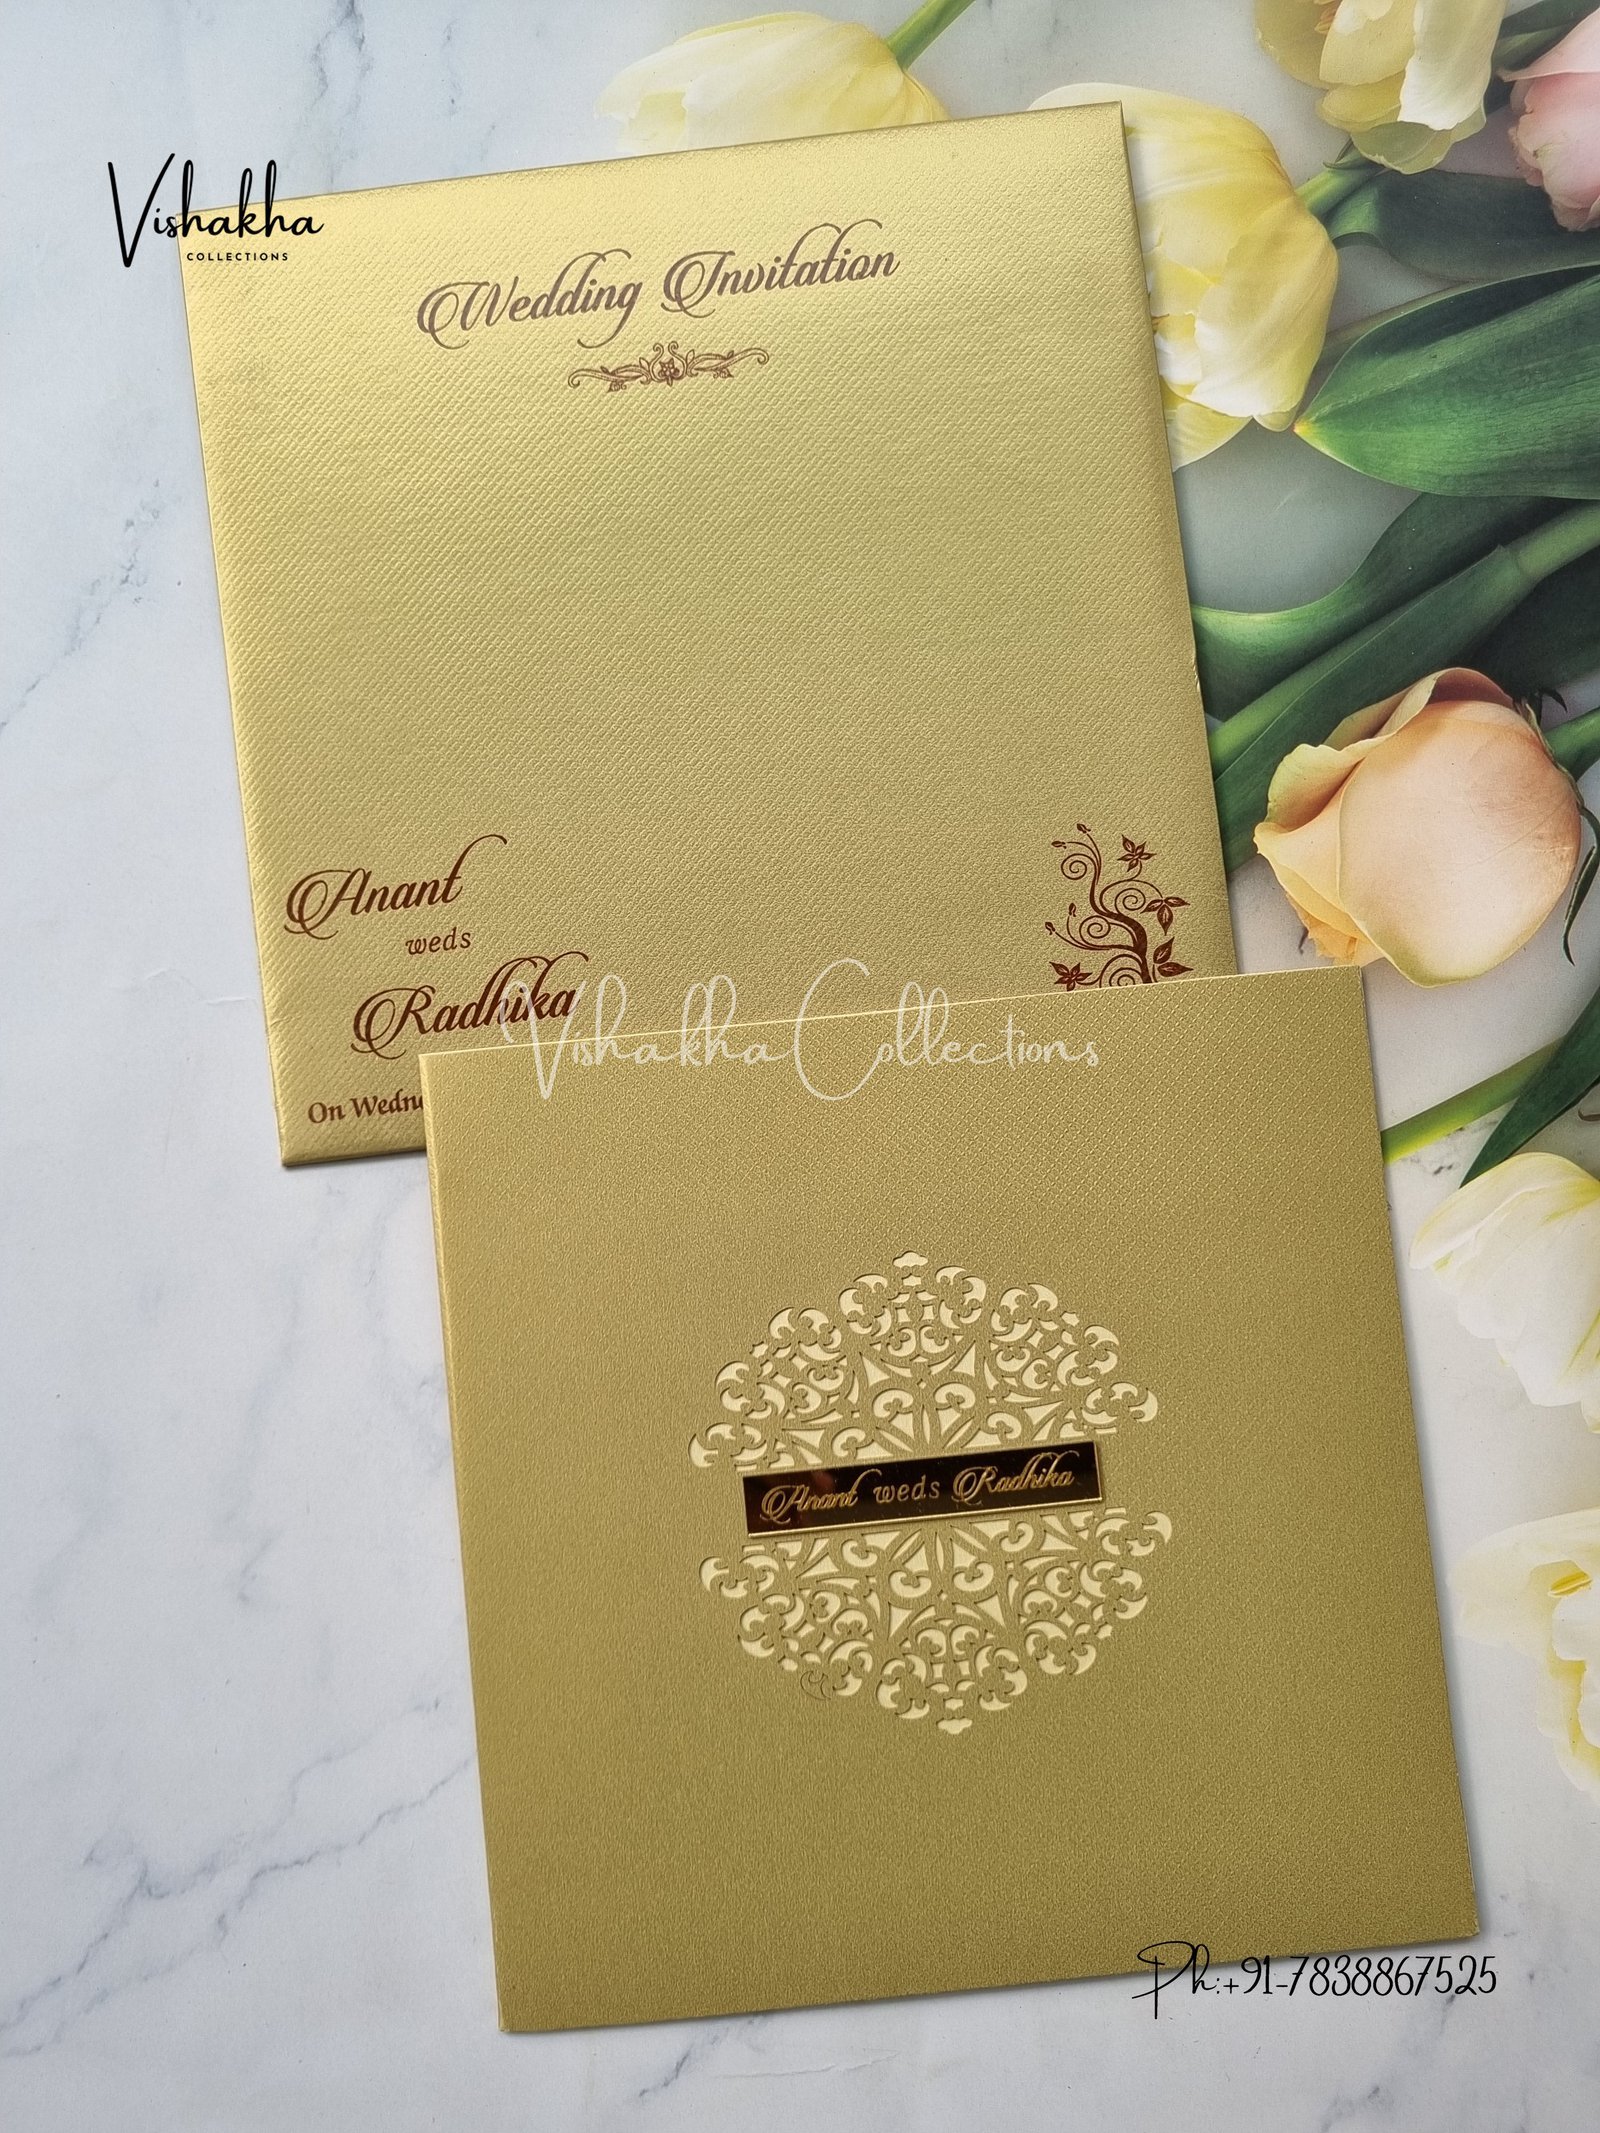 Vishakha
COLLECTIONS
Wedding Invitation
Anant
weds
Radhika
Vishakha Collections
On Wedn
Anant weds Radhika
Ph:+91-7838867525